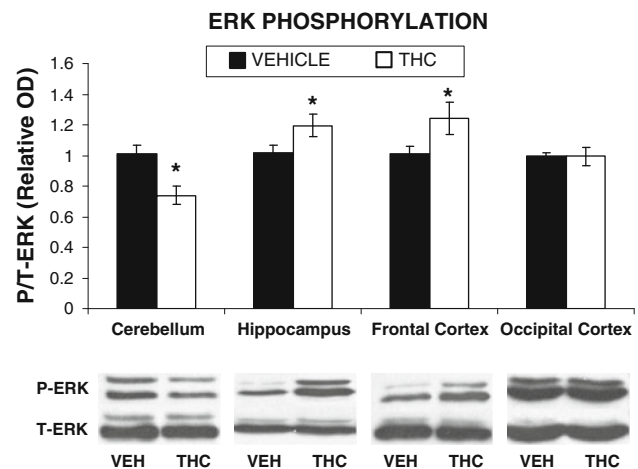 ERK PHOSPHORYLATION
VEHICLE THC
P/T-ERK (Relative OD)
1.6
1.4
1.2
1
0.8
0.6
0.4
0.2
0
* * *
Cerebellum Hippocampus Frontal Cortex Occipital Cortex
P-ERK
T-ERK
VEH THC VEH THC VEH THC VEH THC